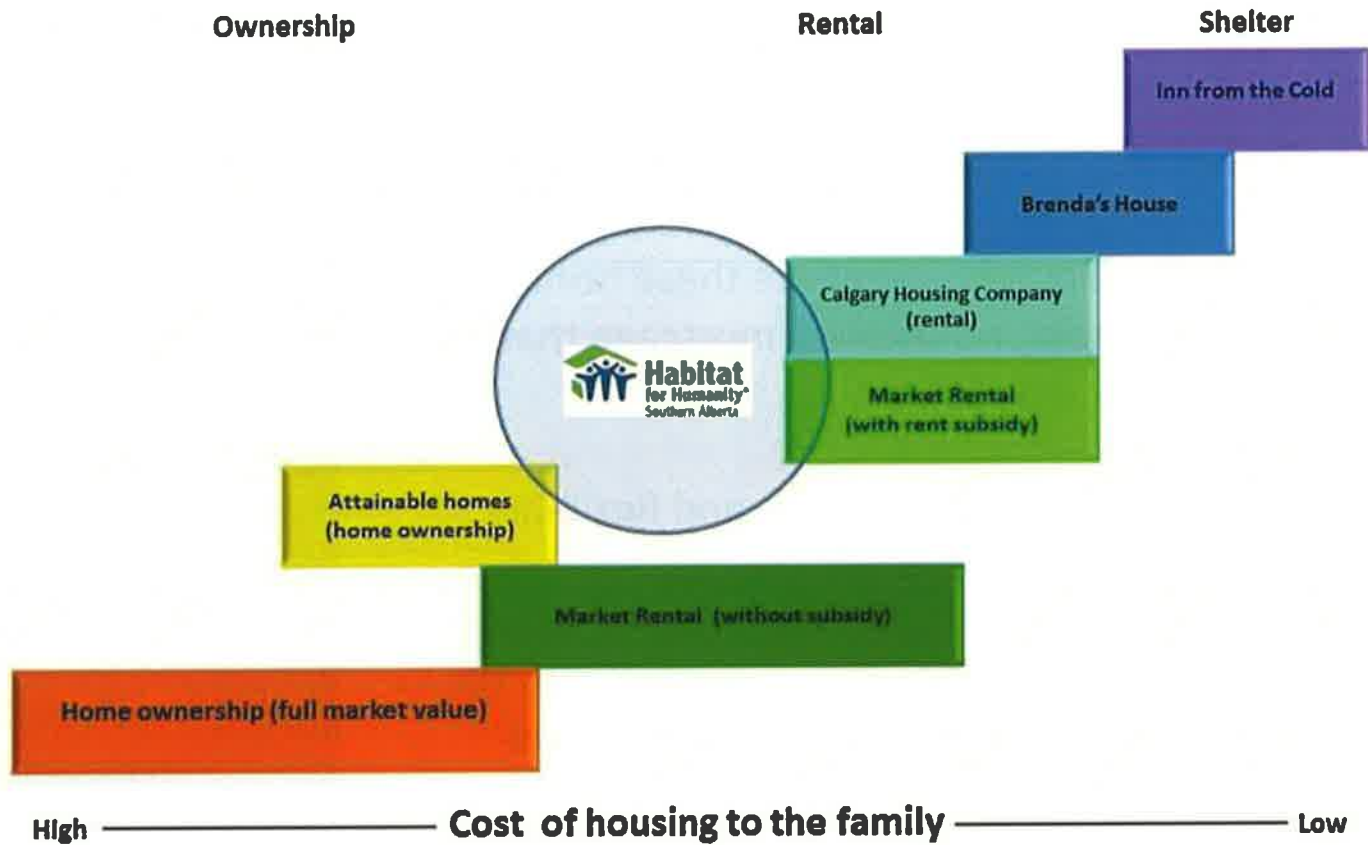 Ownership
Rental
Shelter
Inn from the Cold
Brenda's House
Calgary Housing Company
(rental)
Habitat
for Humanity®
Southern Alberta
Market Rental
(with rent subsidy)
Attainable homes
(home ownership)
Market Rental (without subsidy)
Home ownership (full market value)
High
Cost of housing to the family
Low